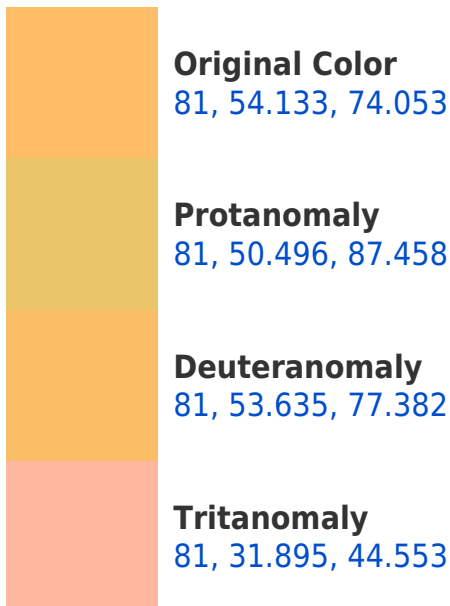 Original Color
81, 54.133, 74.053
Protanomaly
81, 50.496, 87.458
Deuteranomaly
81, 53.635, 77.382
Tritanomaly
81, 31.895, 44.553